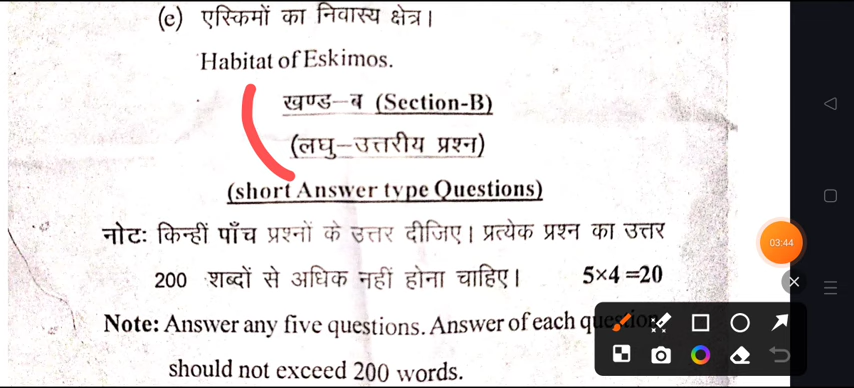 (e) एस्किमों का निवास्य क्षेत्र।
Habitat of Eskimos.
खण्ड–ब (Section-B)
(लघु–उत्तरीय प्रश्न)
(short Answer type Questions)
नोटः किन्हीं पाँच प्रश्नों के उत्तर दीजिए। प्रत्येक प्रश्न का उत्तर
200 शब्दों से अधिक नहीं होना चाहिए। 5×4=20
Note: Answer any five questions. Answer of each question
should not exceed 200 words.
03:44